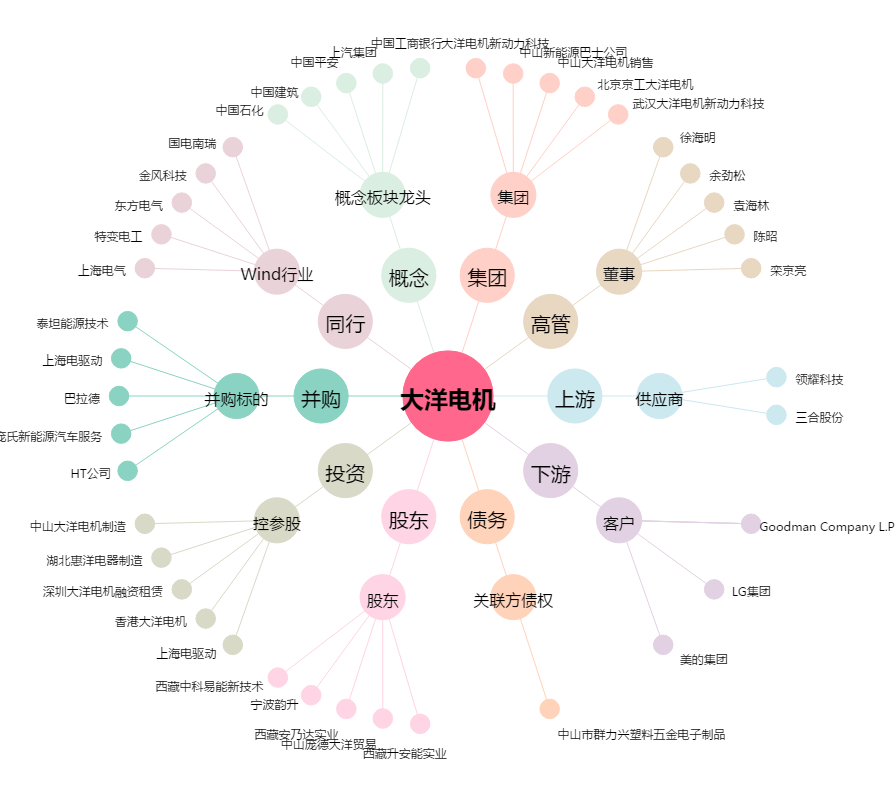 中国工商银行
大洋电机新动力科技
上汽集团
中山新能源巴士公司
中国平安
中山大洋电机销售
中国建筑
北京京工大洋电机
中国石化
武汉大洋电机新动力科技
国电南瑞
徐海明
金风科技
余劲松
概念板块龙头
集团
东方电气
袁海林
特变电工
陈昭
上海电气
Wind行业
概念
集团
董事
栾京亮
泰坦能源技术
同行
高管
上海电驱动
领耀科技
巴拉德
并购标的
并购
大洋电机
上游
供应商
三合股份
庞氏新能源汽车服务
HT公司
投资
下游
中山大洋电机制造
控参股
股东
债务
客户
Goodman Company L.P
湖北惠洋电器制造
深圳大洋电机融资租赁
LG集团
香港大洋电机
股东
关联方债权
上海电驱动
美的集团
西藏中科易能新技术
宁波韵升
西藏安乃达实业
中山市群力兴塑料五金电子制品
中山庞德大洋贸易
西藏升安能实业